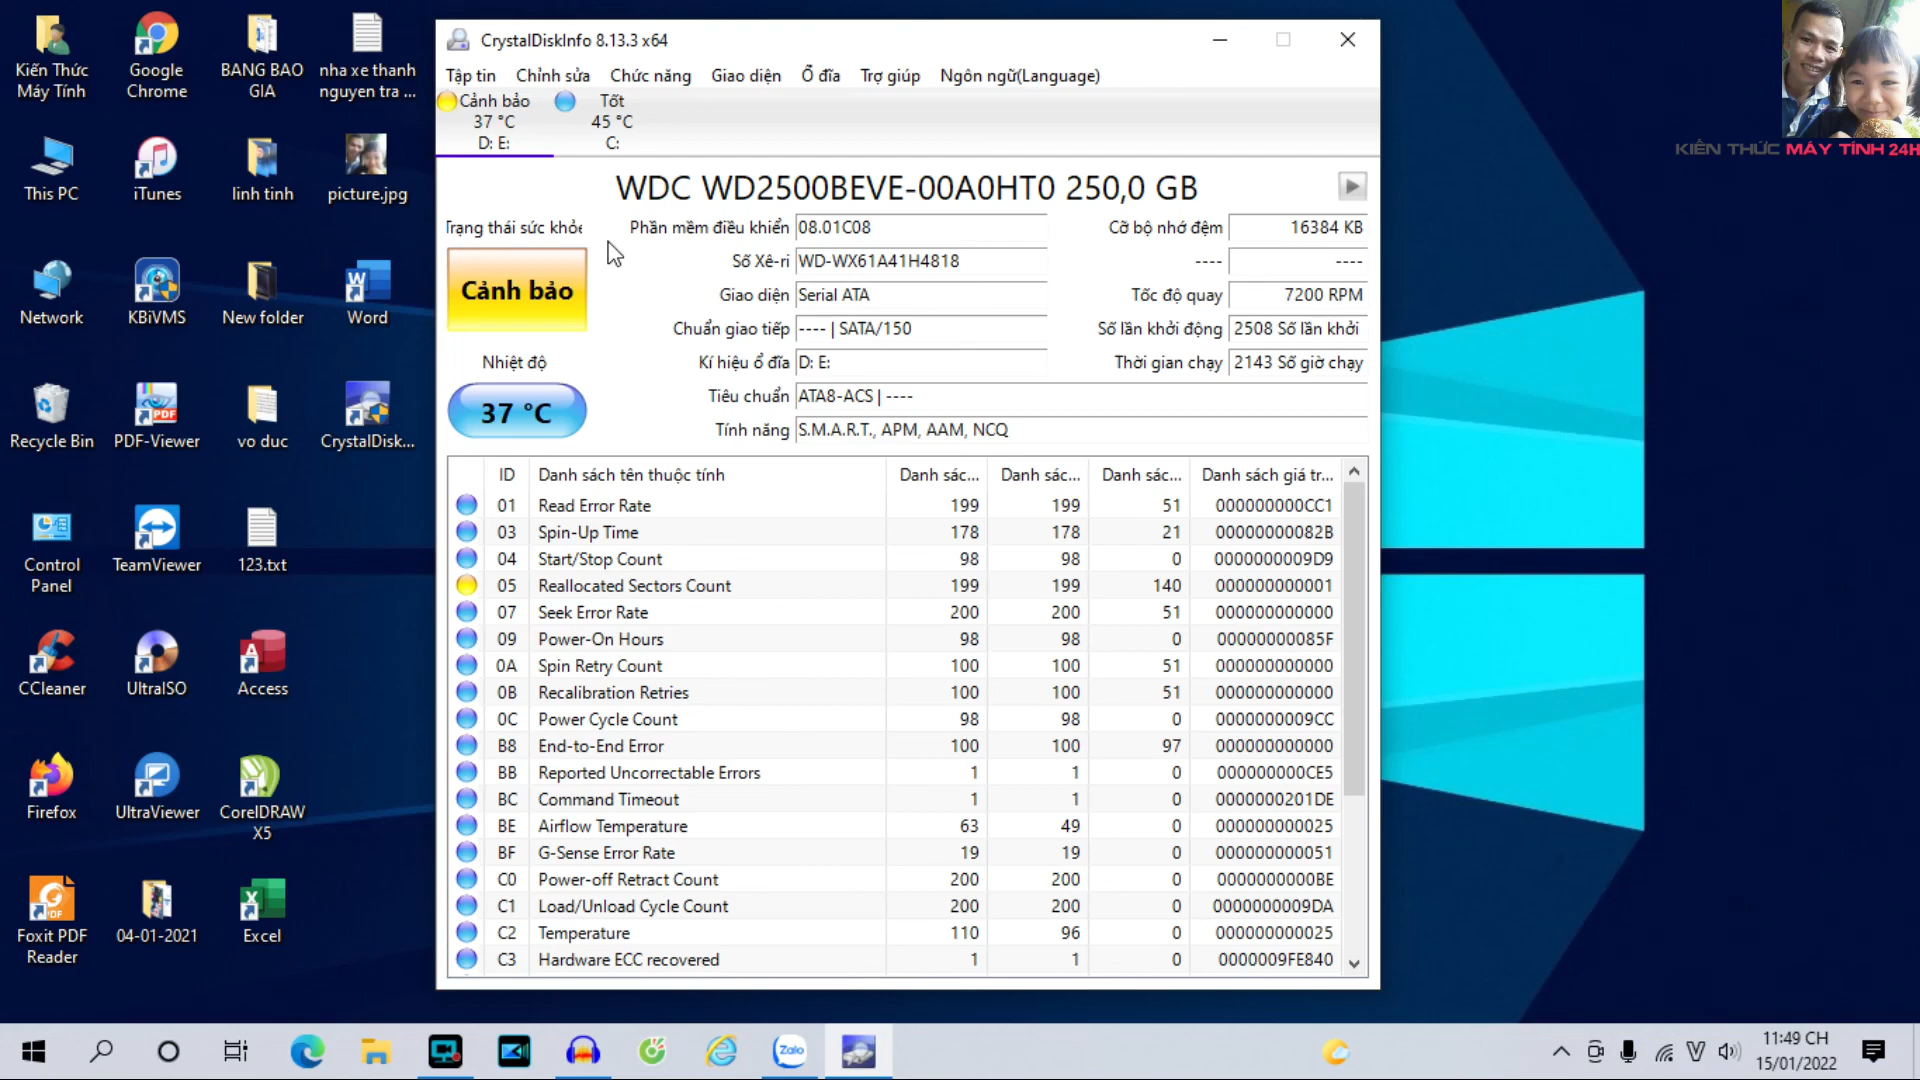 Kiến Thức
Máy Tính
Google
Chrome
BANG BAO
GIA
nha xe thanh
nguyen tra ...
This PC
iTunes
linh tinh
picture.jpg
Network
KBiVMS
New folder
Word
Recycle Bin
PDF-Viewer
vo duc
CrystalDisk...
Control
Panel
TeamViewer
123.txt
CCleaner
UltraISO
Access
Firefox
UltraViewer
CorelDRAW
X5
Foxit PDF
Reader
04-01-2021
Excel
CrystalDiskInfo 8.13.3 x64
Tập tin Chỉnh sửa Chức năng Giao diện Ổ đĩa Trợ giúp Ngôn ngữ(Language)
Cảnh bảo Tốt
37 °C 45 °C
D: E: C:
WDC WD2500BEVE-00A0HT0 250,0 GB
Trạng thái sức khỏe
Cảnh bảo
Nhiệt độ
37 °C
Phần mềm điều khiển 08.01C08 Cỡ bộ nhớ đệm 16384 KB
Số Xê-ri WD-WX61A41H4818 ---- ----
Giao diện Serial ATA Tốc độ quay 7200 RPM
Chuẩn giao tiếp ---- | SATA/150 Số lần khởi động 2508 Số lần khởi
Kí hiệu ổ đĩa D: E: Thời gian chạy 2143 Số giờ chạy
Tiêu chuẩn ATA8-ACS | ----
Tính năng S.M.A.R.T., APM, AAM, NCQ
ID Danh sách tên thuộc tính Danh sác... Danh sác... Danh sác... Danh sách giá tr...
01 Read Error Rate 199 199 51 000000000CC1
03 Spin-Up Time 178 178 21 00000000082B
04 Start/Stop Count 98 98 0 0000000009D9
05 Reallocated Sectors Count 199 199 140 000000000001
07 Seek Error Rate 200 200 51 000000000000
09 Power-On Hours 98 98 0 00000000085F
0A Spin Retry Count 100 100 51 000000000000
0B Recalibration Retries 100 100 51 000000000000
0C Power Cycle Count 98 98 0 0000000009CC
B8 End-to-End Error 100 100 97 000000000000
BB Reported Uncorrectable Errors 1 1 0 000000000CE5
BC Command Timeout 1 1 0 0000000201DE
BE Airflow Temperature 63 49 0 000000000025
BF G-Sense Error Rate 19 19 0 000000000051
C0 Power-off Retract Count 200 200 0 0000000000BE
C1 Load/Unload Cycle Count 200 200 0 0000000009DA
C2 Temperature 110 96 0 000000000025
C3 Hardware ECC recovered 1 1 0 0000009FE840
KIẾN THỨC MÁY TÍNH 24H
Zalo
V
11:49 CH
15/01/2022